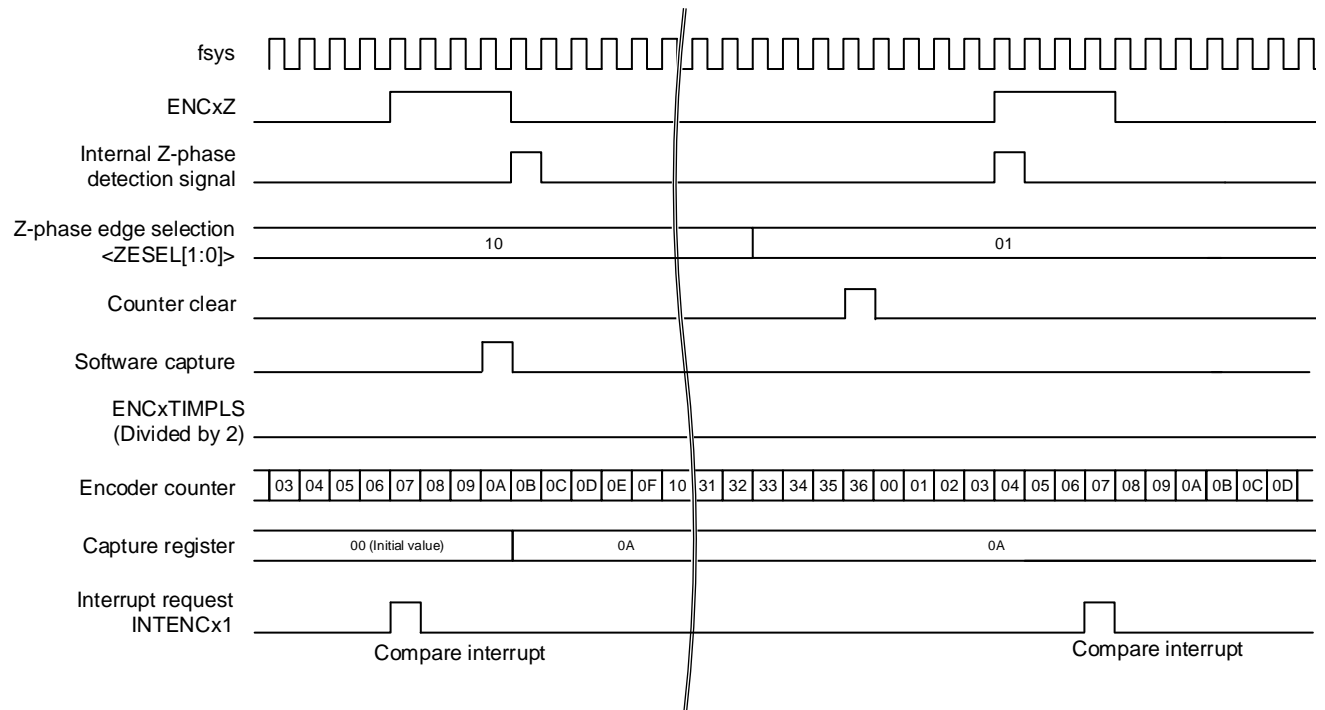 fsys
ENCxZ
Internal Z-phase
detection signal
Z-phase edge selection
<ZESEL[1:0]>
10
01
Counter clear
Software capture
ENCxTIMPLS
(Divided by 2)
Encoder counter
03 04 05 06 07 08 09 0A 0B 0C 0D 0E 0F 10 31 32 33 34 35 36 00 01 02 03 04 05 06 07 08 09 0A 0B 0C 0D
Capture register
00 (Initial value)
0A
0A
Interrupt request
INTENCx1
Compare interrupt
Compare interrupt